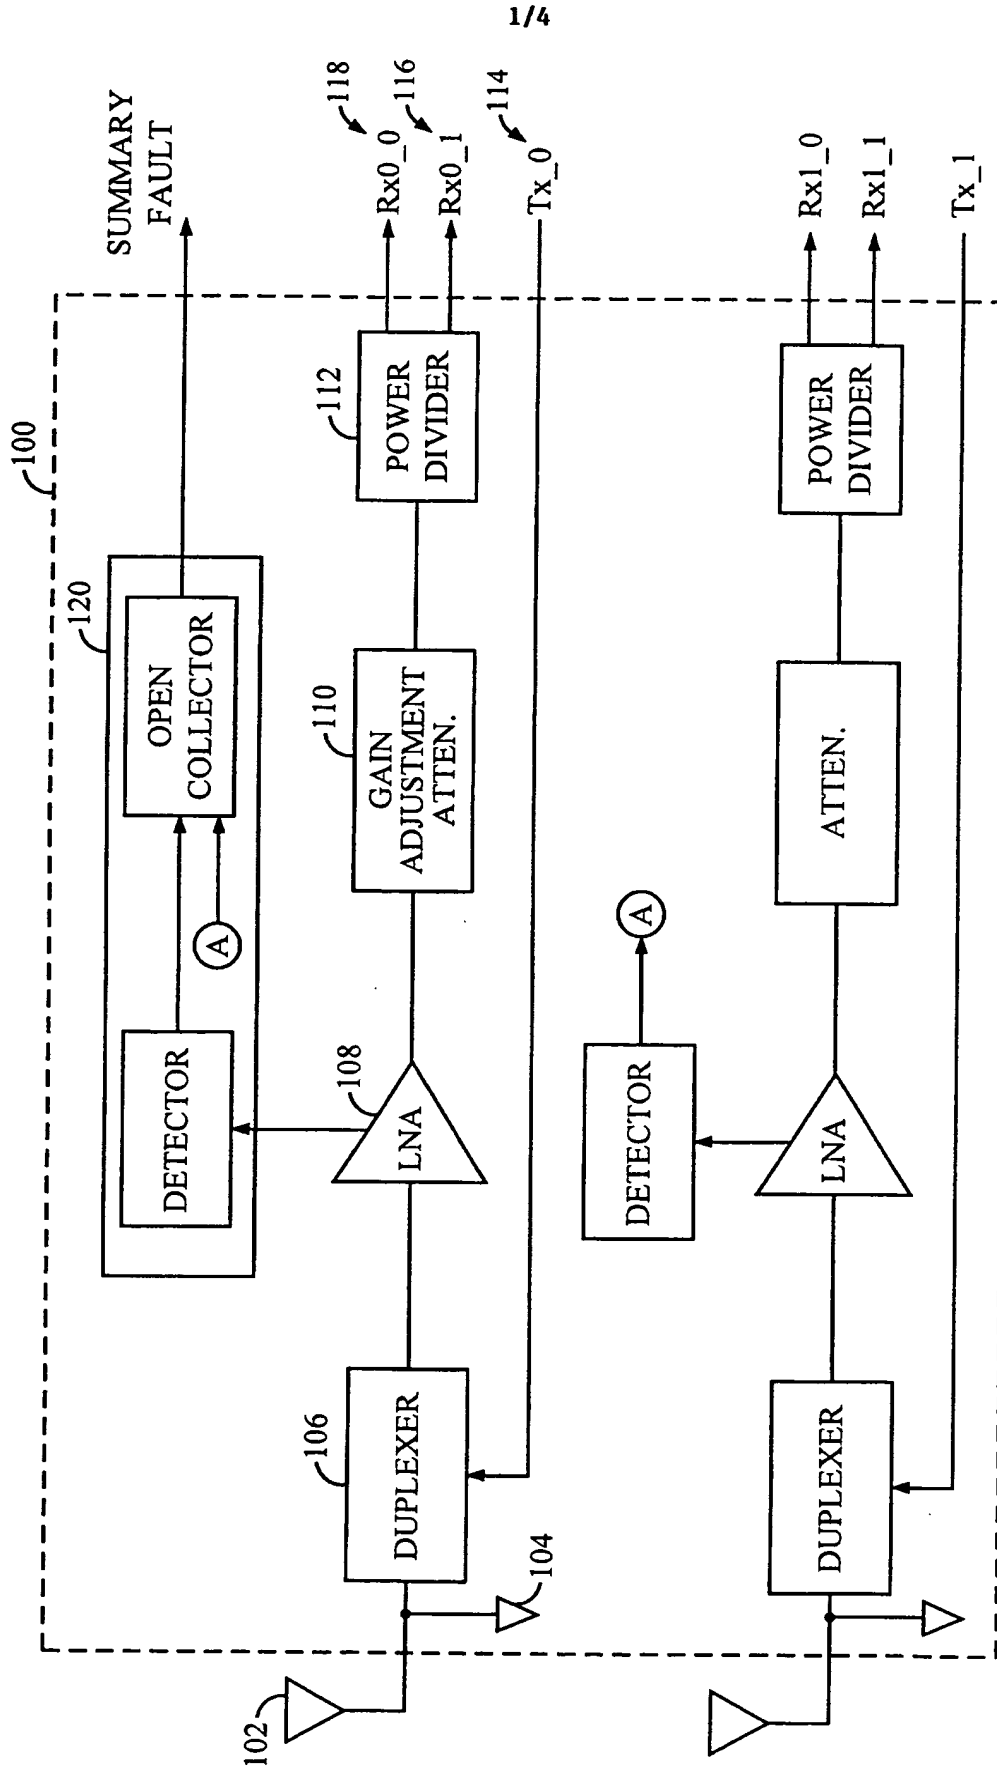 1/4
100
SUMMARY
FAULT
120
DETECTOR
A
OPEN
COLLECTOR
102
104
106
DUPLEXER
108
LNA
110
GAIN
ADJUSTMENT
ATTEN.
112
POWER
DIVIDER
118
Rx0_0
116
Rx0_1
114
Tx_0
DETECTOR
A
DUPLEXER
LNA
ATTEN.
POWER
DIVIDER
Rx1_0
Rx1_1
Tx_1